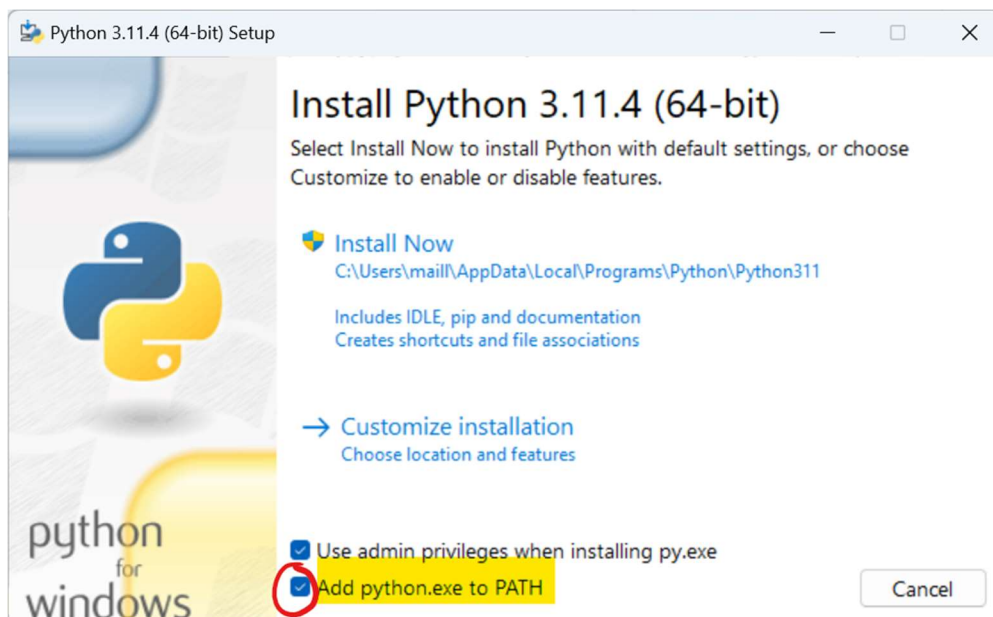 Python 3.11.4 (64-bit) Setup
Install Python 3.11.4 (64-bit)
Select Install Now to install Python with default settings, or choose
Customize to enable or disable features.
Install Now
C:\Users\maill\AppData\Local\Programs\Python\Python311
Includes IDLE, pip and documentation
Creates shortcuts and file associations
Customize installation
Choose location and features
python
for
windows
Use admin privileges when installing py.exe
Add python.exe to PATH
Cancel